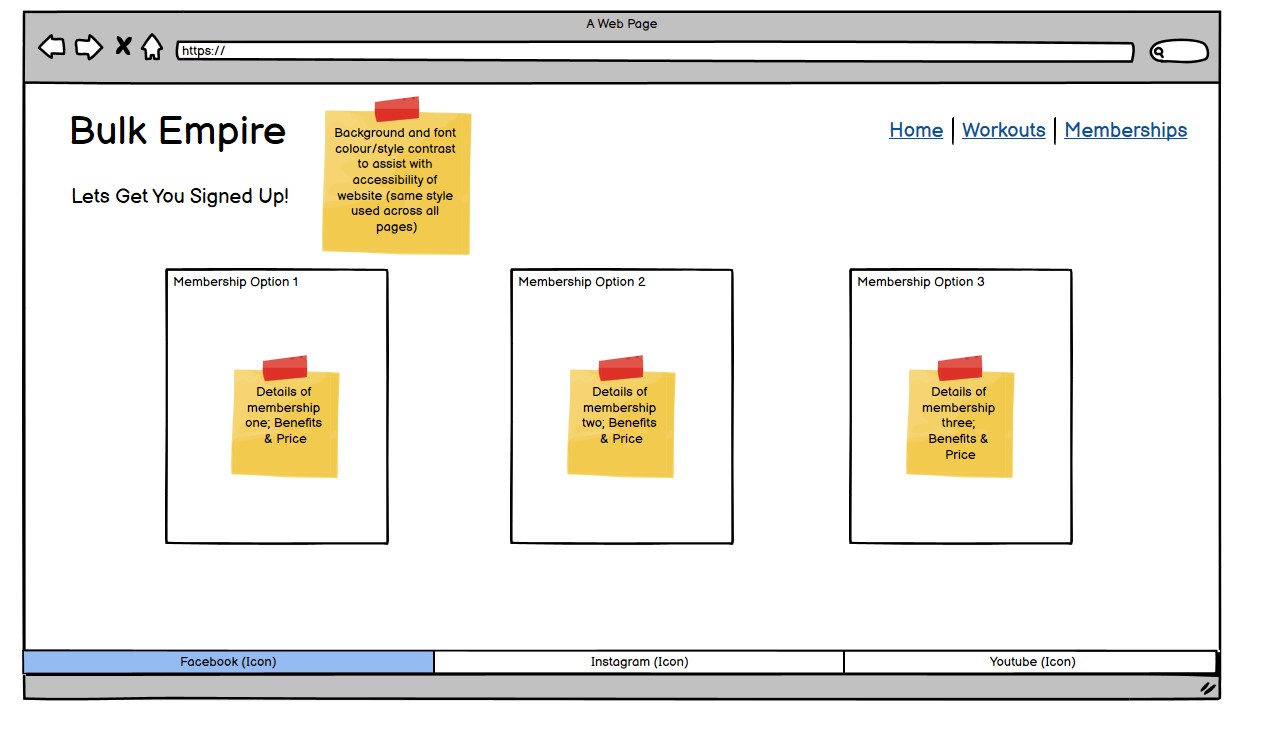 A Web Page
https://
Bulk Empire
Home | Workouts | Memberships
Lets Get You Signed Up!
Background and font
colour/style contrast
to assist with
accessibility of
website (same style
used across all
pages)
Membership Option 1
Details of
membership
one; Benefits
& Price
Membership Option 2
Details of
membership
two; Benefits
& Price
Membership Option 3
Details of
membership
three;
Benefits &
Price
Facebook (Icon)
Instagram (Icon)
Youtube (Icon)